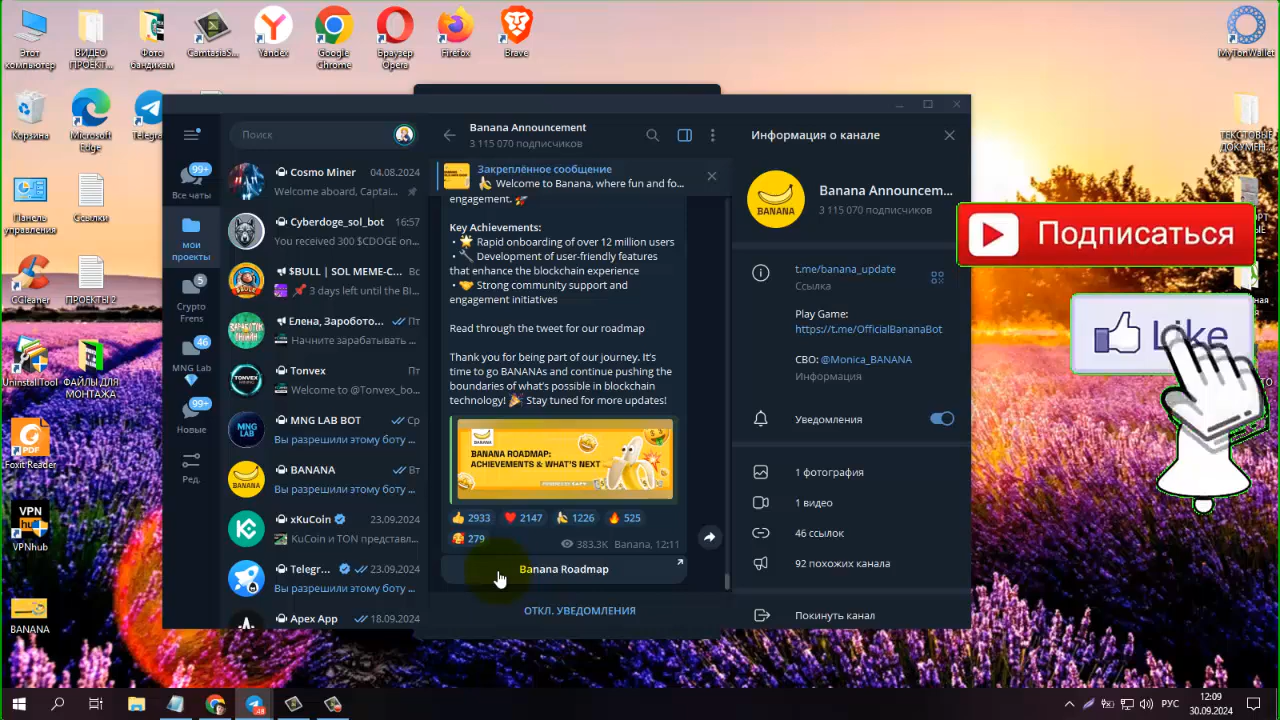 Этот компьютер
ВИДЕО ПРОЕКТ...
Фото бандикам
CamtasiaS...
Yandex
Google Chrome
Браузер Opera
Firefox
Brave
MyTonWallet
Корзина
Microsoft Edge
Telegra
Панель управления
Ссылки
CCleaner
ПРОЕКТЫ 2
UninstallTool
ФАЙЛЫ ДЛЯ МОНТАЖА
Foxit Reader
VPN
VPNhub
BANANA
ТЕКСТОВЫЕ ДОКУМЕН...
Поиск
99+
Все чаты
мои проекты
5
Crypto Frens
46
MNG Lab
99+
Новые
Ред.
Cosmo Miner 04.08.2024
Welcome aboard, Captai...
Cyberdoge_sol_bot 16:57
You received 300 $CDOGE on...
$BULL | SOL MEME-C... Вс
3 days left until the BI...
Елена, Заробото... Пт
Начните зарабатывать ...
Tonvex Пт
Welcome to @Tonvex_bo...
MNG LAB BOT Ср
Вы разрешили этому боту ...
BANANA Вт
Вы разрешили этому боту ...
xKuCoin 23.09.2024
KuCoin и TON представл...
Telegr... 23.09.2024
Вы разрешили этому боту ...
Apex App 18.09.2024
Banana Announcement
3 115 070 подписчиков
Закреплённое сообщение
Welcome to Banana, where fun and fo...
engagement.
Key Achievements:
• Rapid onboarding of over 12 million users
• Development of user-friendly features
that enhance the blockchain experience
• Strong community support and
engagement initiatives
Read through the tweet for our roadmap
Thank you for being part of our journey. It's
time to go BANANAs and continue pushing the
boundaries of what's possible in blockchain
technology! Stay tuned for more updates!
BANANA
BANANA ROADMAP:
ACHIEVEMENTS & WHAT'S NEXT
2933 2147 1226 525
279 383.3K Banana, 12:11
Banana Roadmap
ОТКЛ. УВЕДОМЛЕНИЯ
Информация о канале
BANANA
Banana Announcem...
3 115 070 подписчиков
t.me/banana_update
Ссылка
Play Game:
https://t.me/OfficialBananaBot
CBO: @Monica_BANANA
Информация
Уведомления
1 фотография
1 видео
46 ссылок
92 похожих канала
Покинуть канал
Подписаться
Like
РУС
12:09
30.09.2024